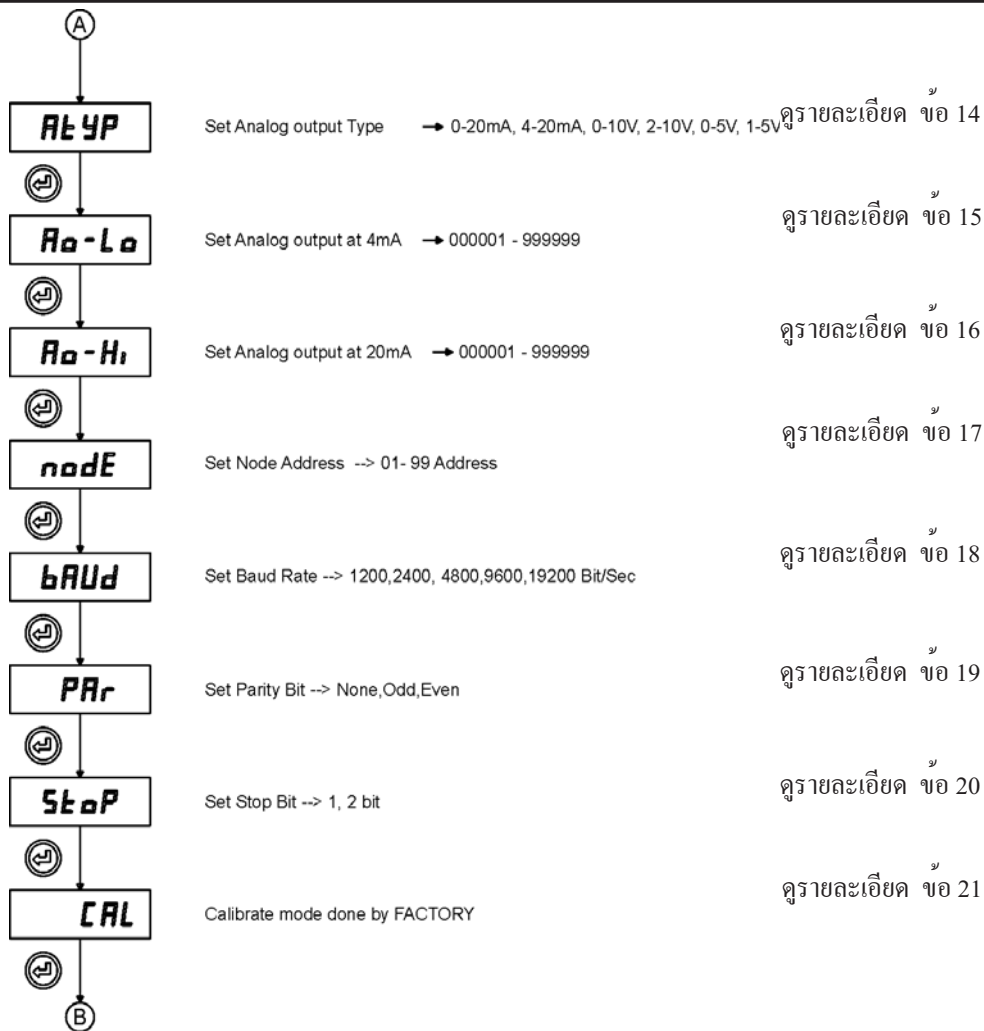 A
AtYP Set Analog output Type → 0-20mA, 4-20mA, 0-10V, 2-10V, 0-5V, 1-5V ดูรายละเอียด ข้อ 14
Ao-Lo Set Analog output at 4mA → 000001 - 999999 ดูรายละเอียด ข้อ 15
Ao-Hi Set Analog output at 20mA → 000001 - 999999 ดูรายละเอียด ข้อ 16
nodE Set Node Address --> 01- 99 Address ดูรายละเอียด ข้อ 17
bAUd Set Baud Rate --> 1200,2400, 4800,9600,19200 Bit/Sec ดูรายละเอียด ข้อ 18
PAr Set Parity Bit --> None,Odd,Even ดูรายละเอียด ข้อ 19
StoP Set Stop Bit --> 1, 2 bit ดูรายละเอียด ข้อ 20
CAL Calibrate mode done by FACTORY ดูรายละเอียด ข้อ 21
B